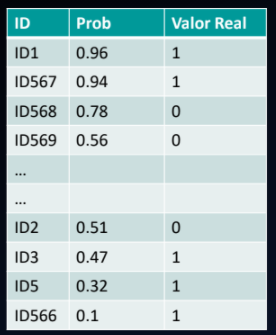 ID Prob Valor Real
ID1 0.96 1
ID567 0.94 1
ID568 0.78 0
ID569 0.56 0
...
...
ID2 0.51 0
ID3 0.47 1
ID5 0.32 1
ID566 0.1 1